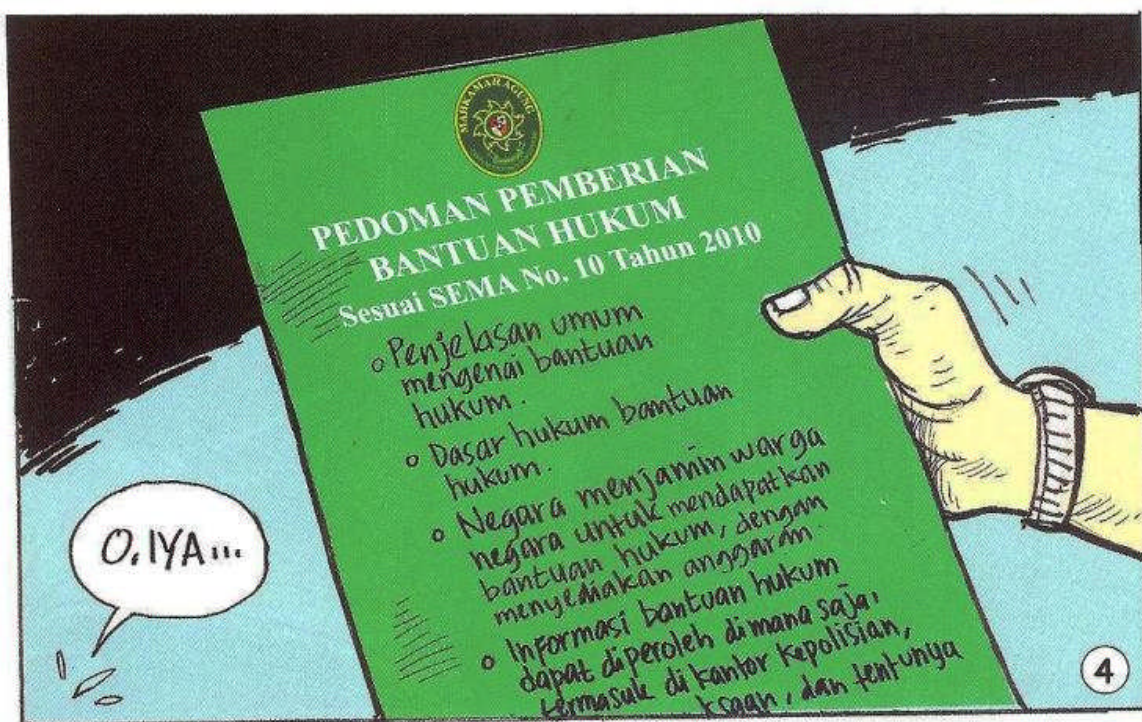 MAHKAMAH AGUNG
PEDOMAN PEMBERIAN
BANTUAN HUKUM
Sesuai SEMA No. 10 Tahun 2010
Penjelasan umum
mengenai bantuan
hukum.
Dasar hukum bantuan
hukum.
Negara menjamin warga
negara untuk mendapatkan
bantuan hukum, dengan
menyediakan anggaran.
Informasi bantuan hukum
dapat diperoleh dimana saja,
termasuk di kantor kepolisian,
dan tentunya
O, IYA...
4